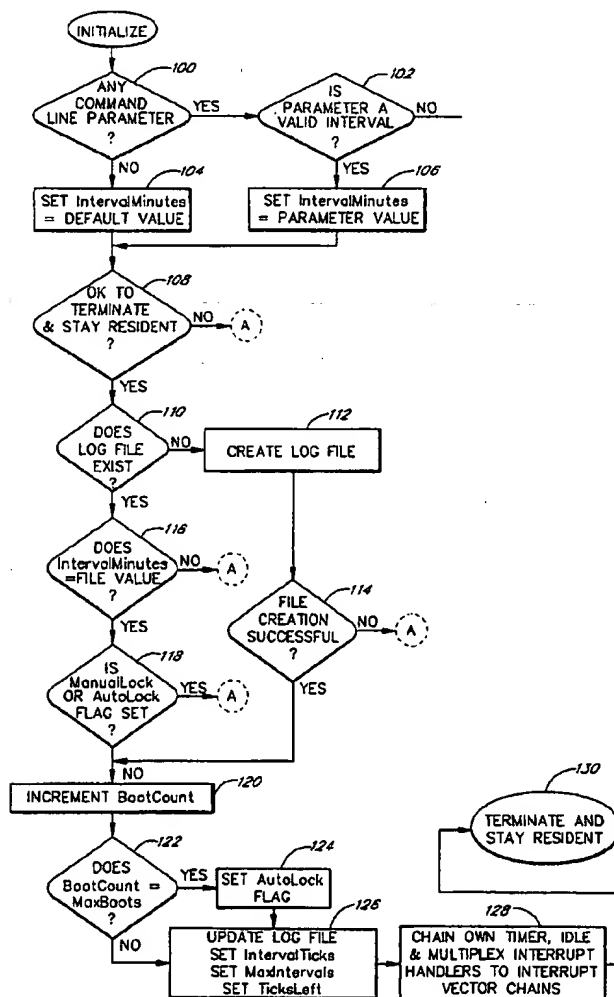 INITIALIZE
100
ANY
COMMAND
LINE PARAMETER
?
YES
NO
102
IS
PARAMETER A
VALID INTERVAL
?
NO
YES
104
SET IntervalMinutes
= DEFAULT VALUE
106
SET IntervalMinutes
= PARAMETER VALUE
108
OK TO
TERMINATE
& STAY RESIDENT
?
NO
A
YES
110
DOES
LOG FILE
EXIST
?
NO
YES
112
CREATE LOG FILE
116
DOES
IntervalMinutes
=FILE VALUE
?
NO
A
YES
114
FILE
CREATION
SUCCESSFUL
?
NO
A
YES
118
IS
ManualLock
OR AutoLock
FLAG SET
?
YES
A
NO
120
INCREMENT BootCount
122
DOES
BootCount =
MaxBoots
?
YES
NO
124
SET AutoLock
FLAG
126
UPDATE LOG FILE
SET IntervalTicks
SET MaxIntervals
SET TicksLeft
128
CHAIN OWN TIMER, IDLE
& MULTIPLEX INTERRUPT
HANDLERS TO INTERRUPT
VECTOR CHAINS
130
TERMINATE AND
STAY RESIDENT